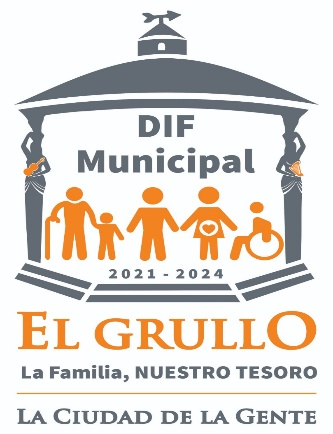 DIF
Municipal
2021 - 2024
EL GRULLO
La Familia, NUESTRO TESORO
LA CIUDAD DE LA GENTE